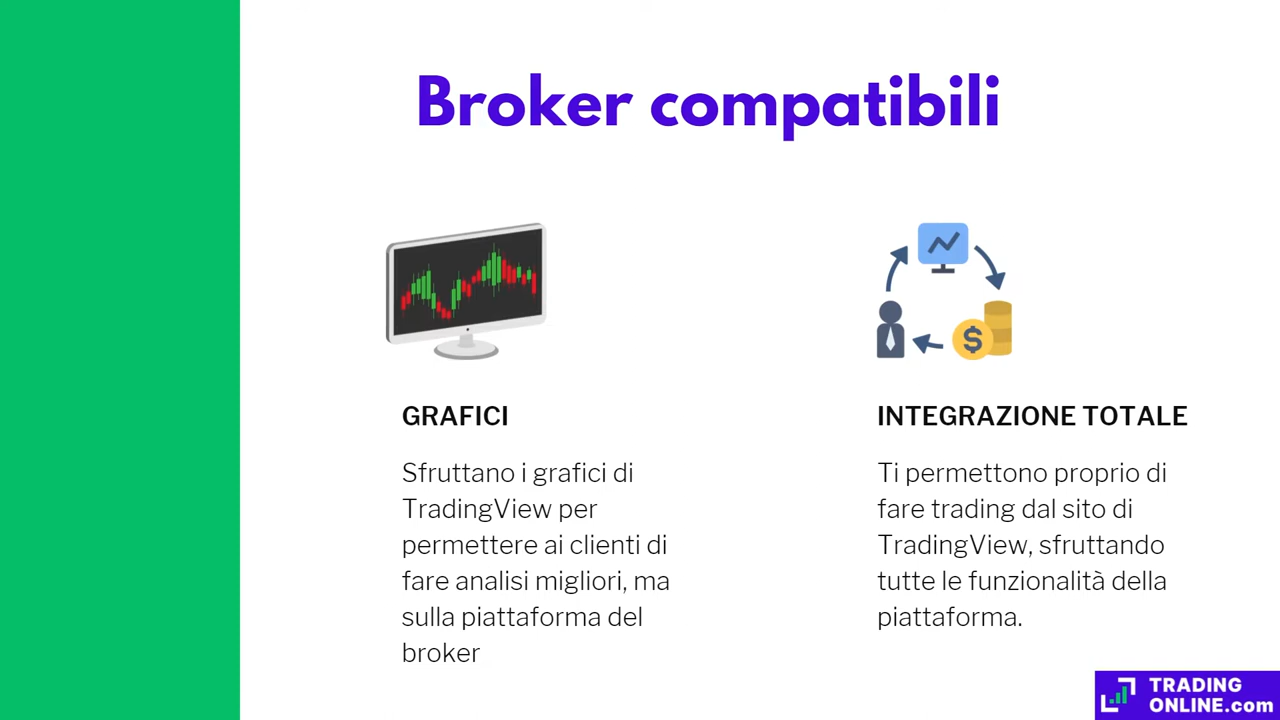 Broker compatibili
GRAFICI
Sfruttano i grafici di
TradingView per
permettere ai clienti di
fare analisi migliori, ma
sulla piattaforma del
broker
INTEGRAZIONE TOTALE
Ti permettono proprio di
fare trading dal sito di
TradingView, sfruttando
tutte le funzionalità della
piattaforma.
$
TRADING
ONLINE.com